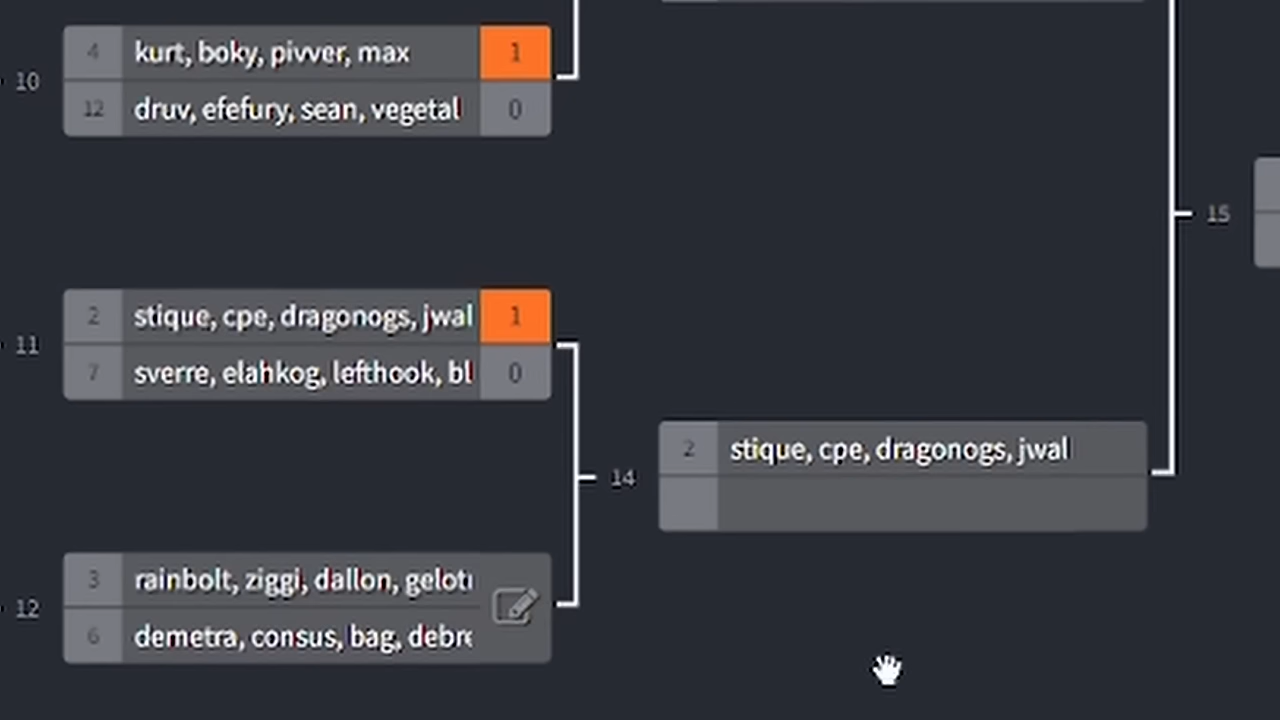 4 kurt, boky, pivver, max 1
10
12 druv, efefury, sean, vegetal 0
15
2 stique, cpe, dragonogs, jwal 1
11
7 sverre, elahkog, lefthook, bl 0
2 stique, cpe, dragonogs, jwal
14
3 rainbolt, ziggi, dallon, geloti
12
6 demetra, consus, bag, debre